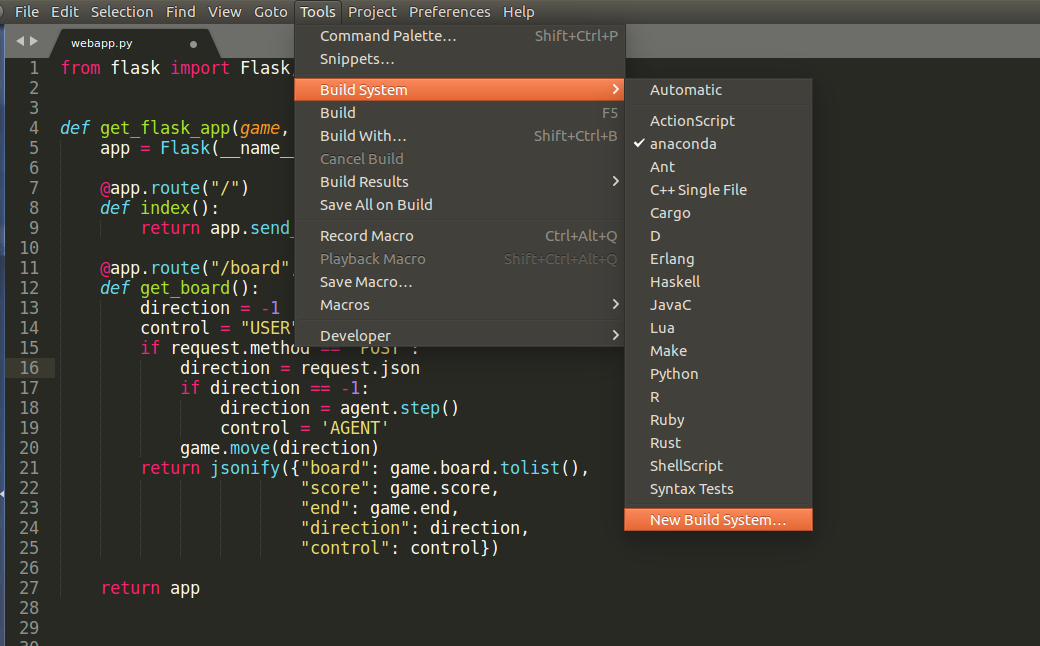 File Edit Selection Find View Goto Tools Project Preferences Help
webapp.py
Command Palette... Shift+Ctrl+P
Snippets...
Build System
Build F5
Build With... Shift+Ctrl+B
Cancel Build
Build Results
Save All on Build
Record Macro Ctrl+Alt+Q
Playback Macro Shift+Ctrl+Alt+Q
Save Macro...
Macros
Developer
Automatic
ActionScript
anaconda
Ant
C++ Single File
Cargo
D
Erlang
Haskell
JavaC
Lua
Make
Python
R
Ruby
Rust
ShellScript
Syntax Tests
New Build System...
1 from flask import Flask,
2
3
4 def get_flask_app(game,
5 app = Flask(__name__
6
7 @app.route("/")
8 def index():
9 return app.send_
10
11 @app.route("/board"
12 def get_board():
13 direction = -1
14 control = "USER"
15 if request.method == "POST":
16 direction = request.json
17 if direction == -1:
18 direction = agent.step()
19 control = 'AGENT'
20 game.move(direction)
21 return jsonify({"board": game.board.tolist(),
22 "score": game.score,
23 "end": game.end,
24 "direction": direction,
25 "control": control})
26
27 return app
28
29